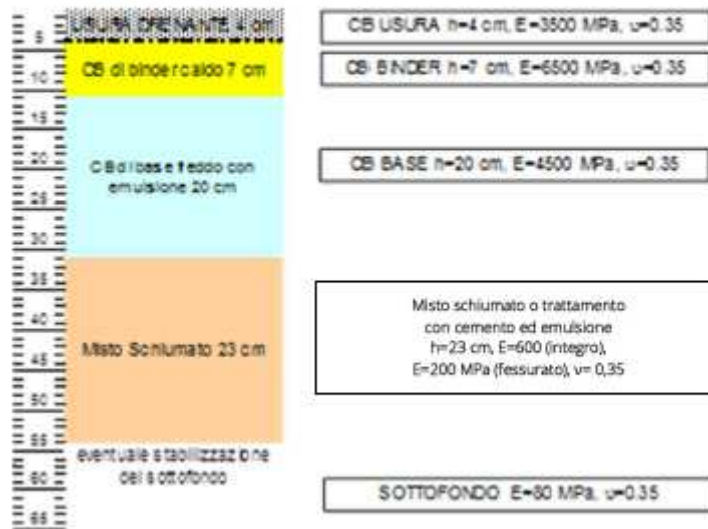 USURA DRENANTE 4 cm
CB USURA h=4 cm, E=3500 MPa, υ=0.35
CB di binder caldo 7 cm
CB BINDER h=7 cm, E=6500 MPa, υ=0.35
CB di base freddo con
emulsione 20 cm
CB BASE h=20 cm, E=4500 MPa, υ=0.35
Misto Schiumato 23 cm
Misto schiumato o trattamento
con cemento ed emulsione
h=23 cm, E=600 (integro),
E=200 MPa (fessurato), ν= 0,35
eventuale stabilizzazione
del sottofondo
SOTTOFONDO E=80 MPa, υ=0.35
5
10
15
20
25
30
35
40
45
50
55
60
65